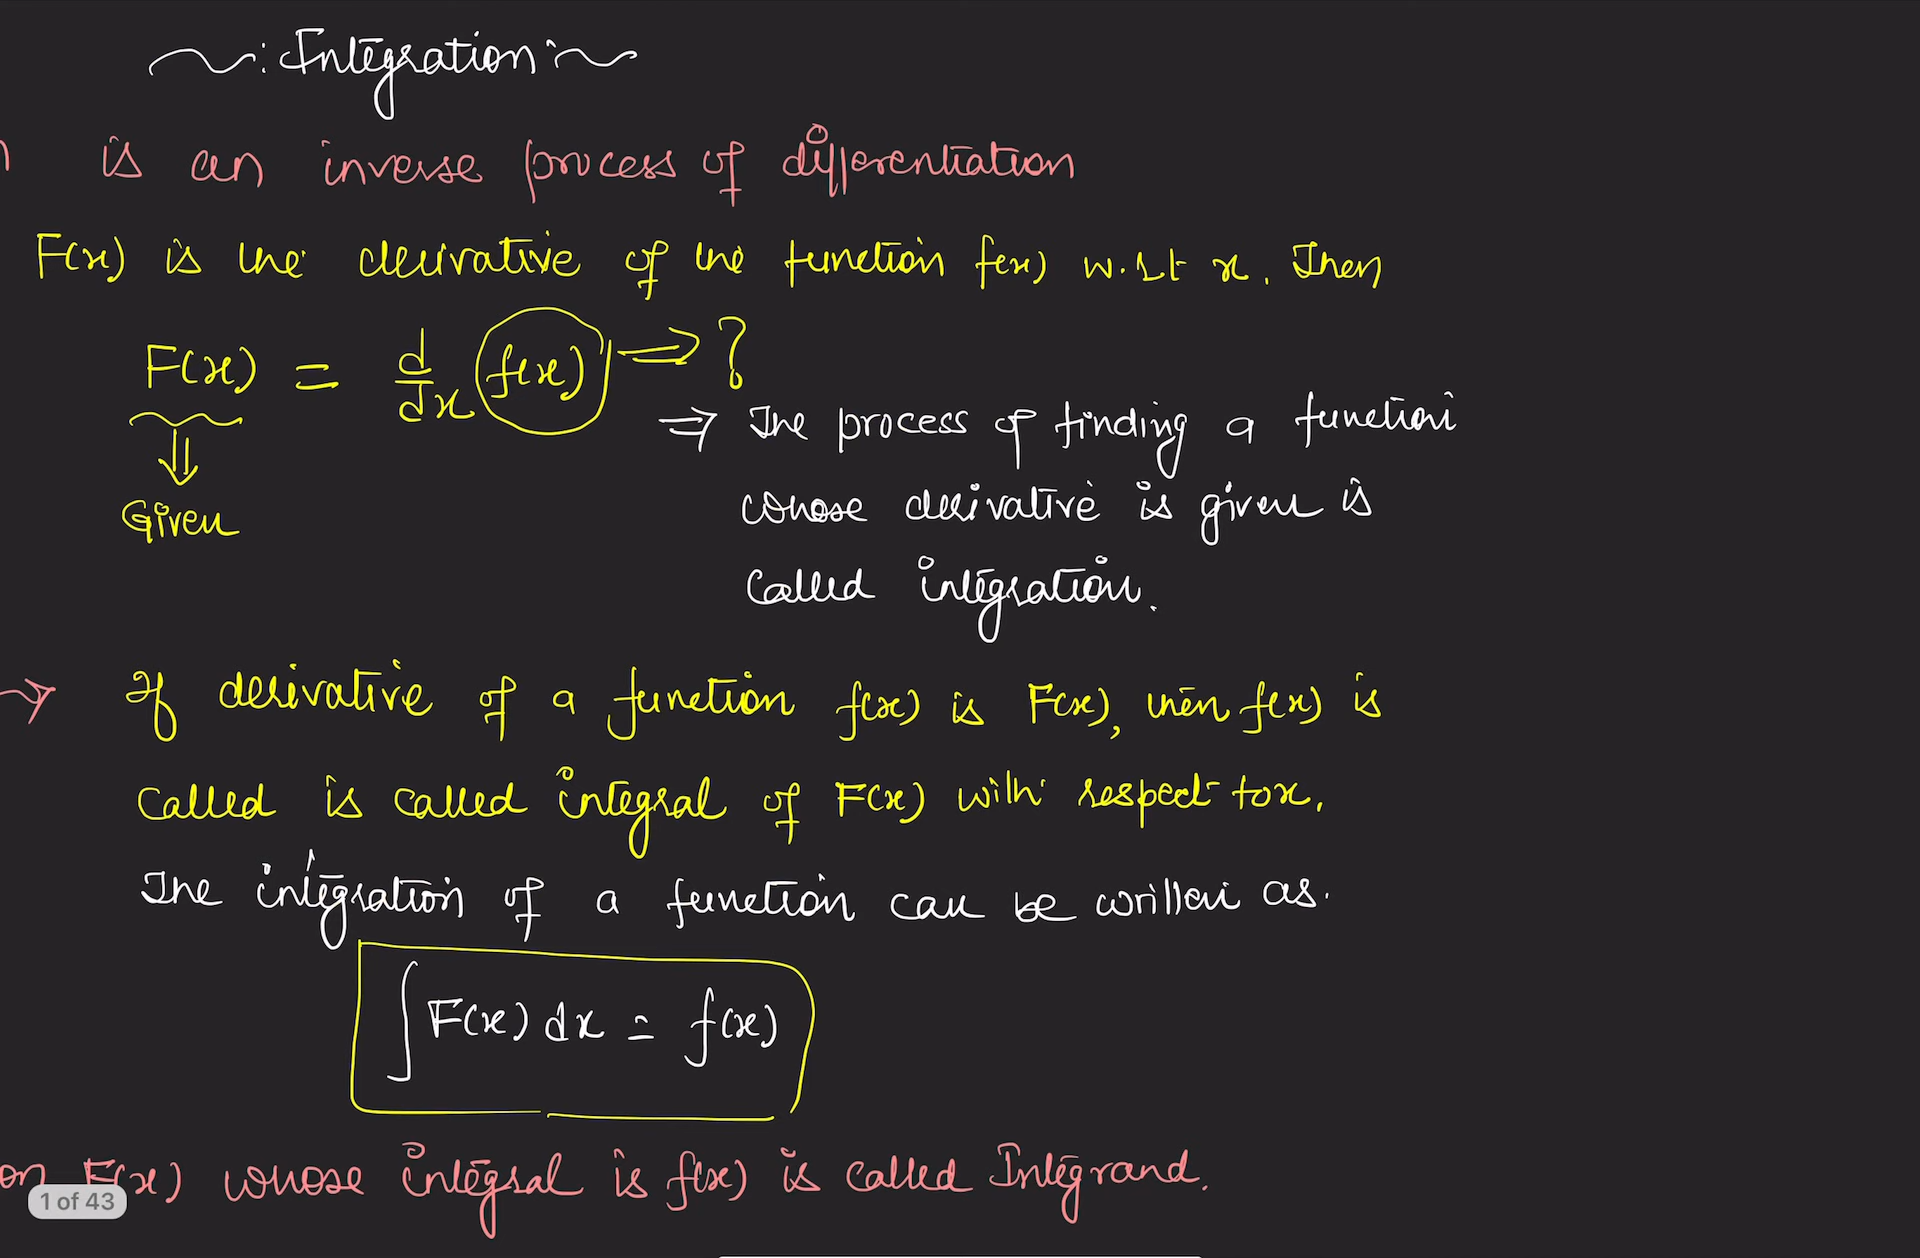 ~: Integration :~
n is an inverse process of differentiation
F(x) is the derivative of the function f(x) w.r.t x. Then
F(x) = d/dx (f(x)) ⇒ ?
⇓
Given
⇒ The process of finding a function
whose derivative is given is
called integration.
→ If derivative of a function f(x) is F(x), then f(x) is
called is called integral of F(x) with respect to x.
The integration of a function can be written as.
∫ F(x) dx = f(x)
on F(x) whose integral is f(x) is called Integrand.
1 of 43